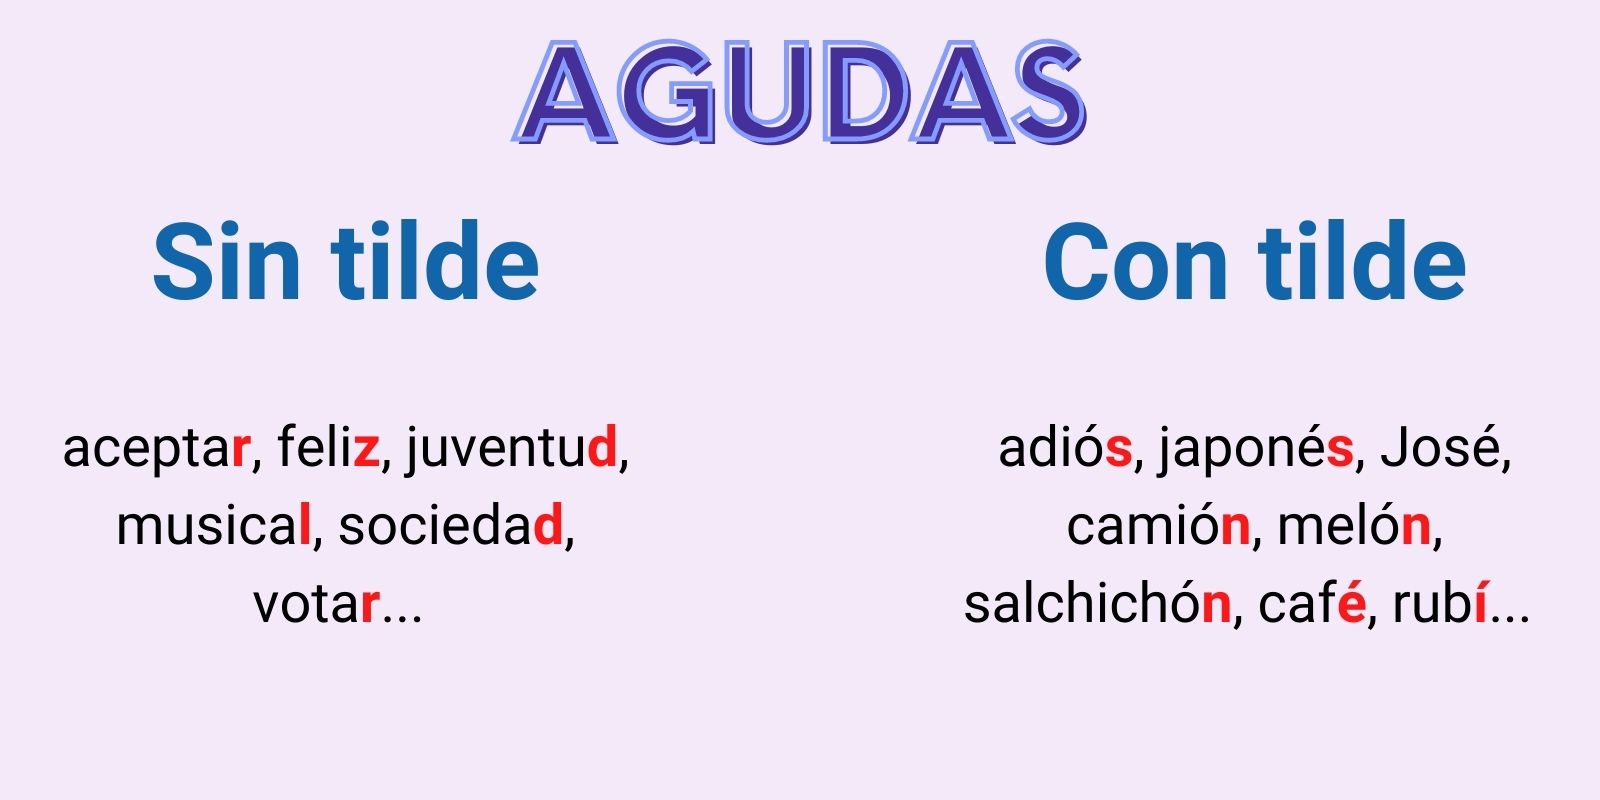 AGUDAS
Sin tilde
aceptar, feliz, juventud,
musical, sociedad,
votar...
Con tilde
adiós, japonés, José,
camión, melón,
salchichón, café, rubí...